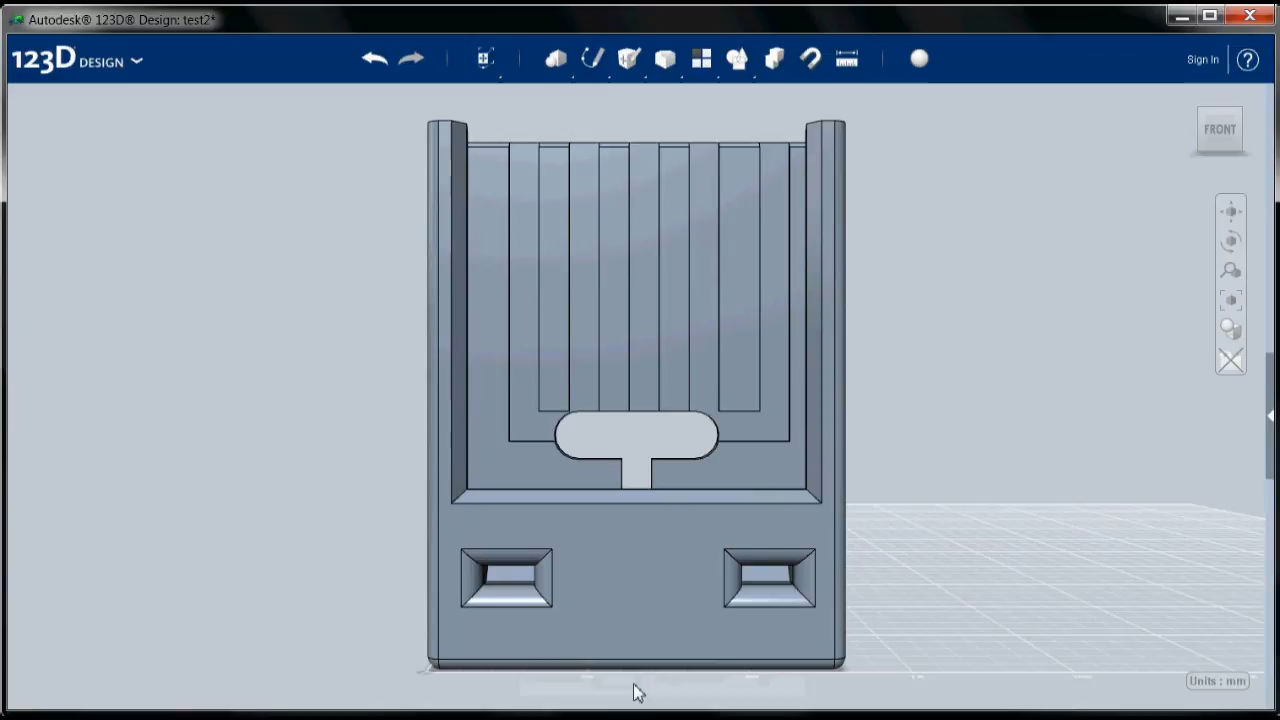 Autodesk® 123D® Design: test2*
123D DESIGN
Sign In
?
FRONT
Units : mm